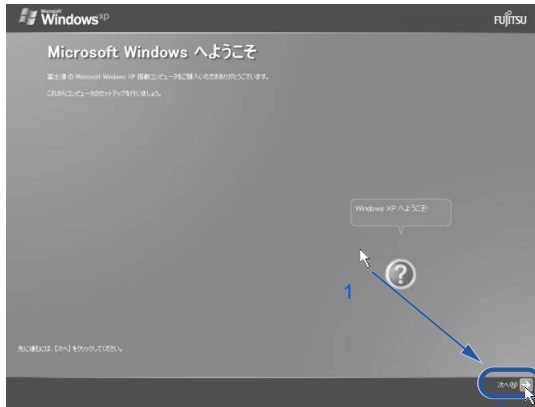 Microsoft
Windows xp
FUJITSU
Microsoft Windows へようこそ
富士通 の Microsoft Windows XP 搭載コンピュータをご購入いただきありがとうございます。
これからコンピュータのセットアップを行いましょう。
Windows XP へようこそ!
1
先に進むには、[次へ] をクリックしてください。
次へ(N)